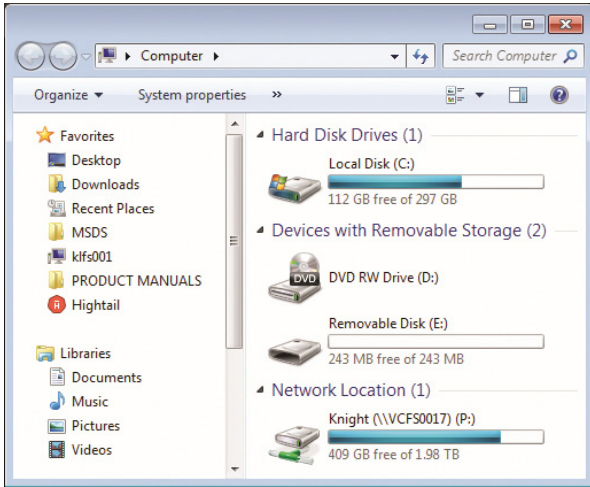 Computer
Search Computer
Organize
System properties
»
Favorites
Desktop
Downloads
Recent Places
MSDS
klfs001
PRODUCT MANUALS
Hightail
Libraries
Documents
Music
Pictures
Videos
Hard Disk Drives (1)
Local Disk (C:)
112 GB free of 297 GB
Devices with Removable Storage (2)
DVD
DVD RW Drive (D:)
Removable Disk (E:)
243 MB free of 243 MB
Network Location (1)
Knight (\\VCFS0017) (P:)
409 GB free of 1.98 TB